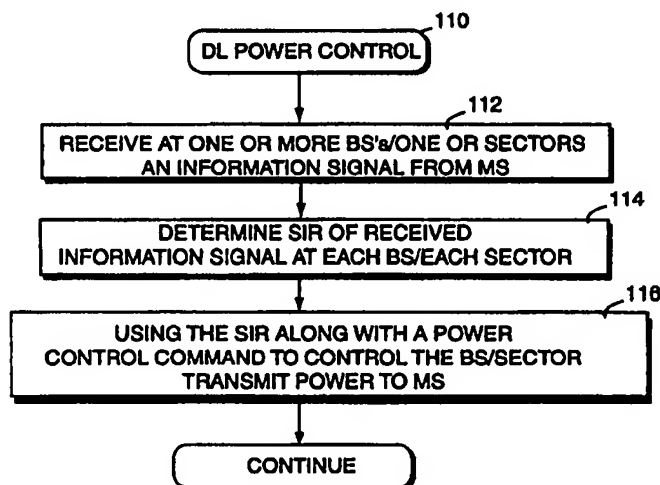 110
DL POWER CONTROL
112
RECEIVE AT ONE OR MORE BS's/ONE OR SECTORS
AN INFORMATION SIGNAL FROM MS
114
DETERMINE SIR OF RECEIVED
INFORMATION SIGNAL AT EACH BS/EACH SECTOR
116
USING THE SIR ALONG WITH A POWER
CONTROL COMMAND TO CONTROL THE BS/SECTOR
TRANSMIT POWER TO MS
CONTINUE